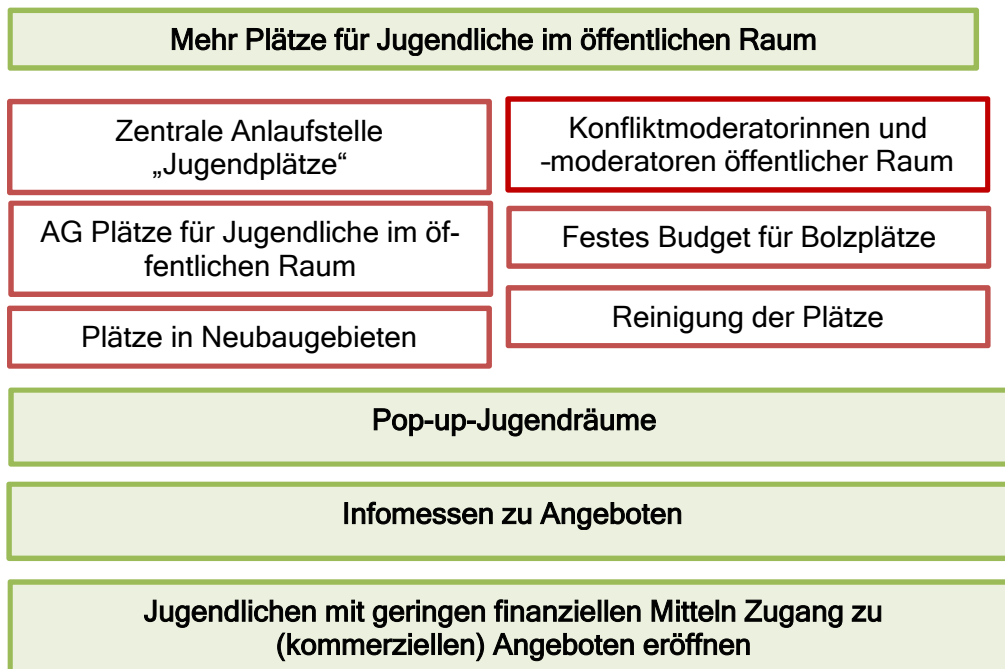 Mehr Plätze für Jugendliche im öffentlichen Raum
Zentrale Anlaufstelle
„Jugendplätze“
Konfliktmoderatorinnen und
-moderatoren öffentlicher Raum
AG Plätze für Jugendliche im öf-
fentlichen Raum
Festes Budget für Bolzplätze
Plätze in Neubaugebieten
Reinigung der Plätze
Pop-up-Jugendräume
Infomessen zu Angeboten
Jugendlichen mit geringen finanziellen Mitteln Zugang zu
(kommerziellen) Angeboten eröffnen